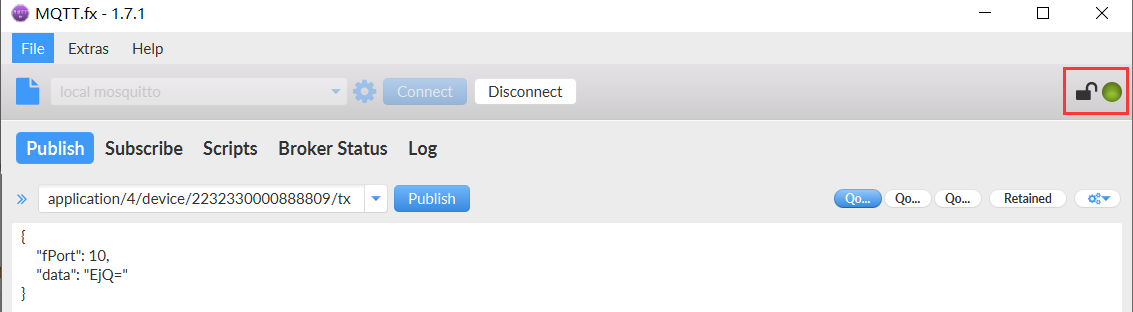 MQTT.fx - 1.7.1
File Extras Help
local mosquitto Connect Disconnect
Publish Subscribe Scripts Broker Status Log
application/4/device/2232330000888809/tx Publish Qo... Qo... Qo... Retained
{
"fPort": 10,
"data": "EjQ="
}